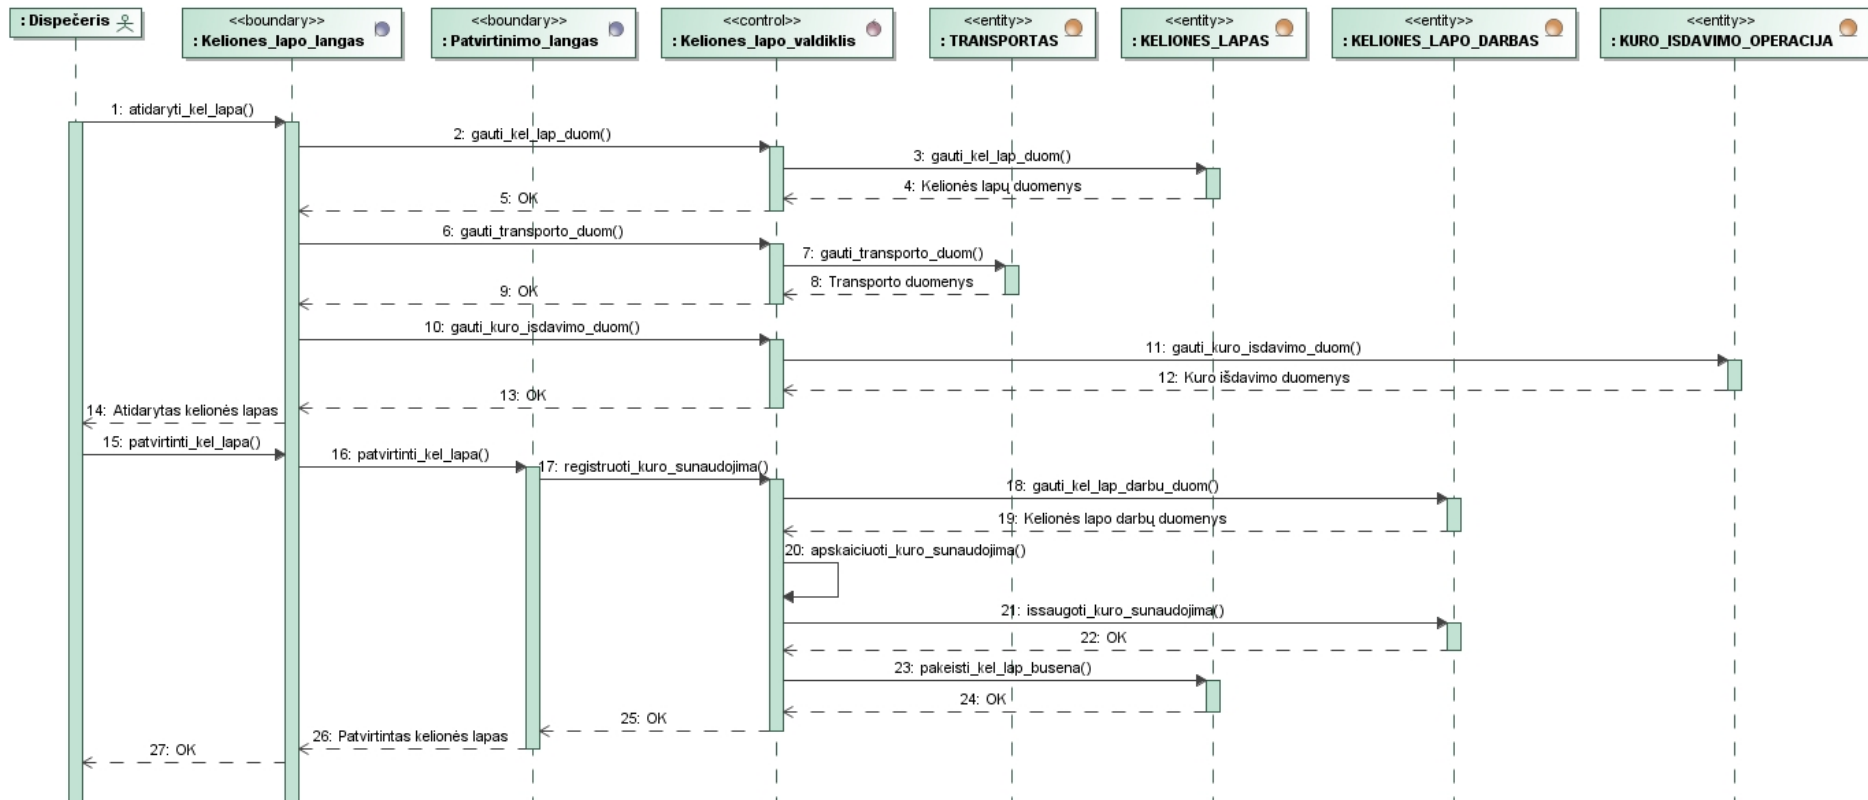 : Dispečeris
<<boundary>>
: Keliones_lapo_langas
<<boundary>>
: Patvirtinimo_langas
<<control>>
: Keliones_lapo_valdiklis
<<entity>>
: TRANSPORTAS
<<entity>>
: KELIONES_LAPAS
<<entity>>
: KELIONES_LAPO_DARBAS
<<entity>>
: KURO_ISDAVIMO_OPERACIJA
1: atidaryti_kel_lapa()
2: gauti_kel_lap_duom()
3: gauti_kel_lap_duom()
4: Kelionės lapų duomenys
5: OK
6: gauti_transporto_duom()
7: gauti_transporto_duom()
8: Transporto duomenys
9: OK
10: gauti_kuro_isdavimo_duom()
11: gauti_kuro_isdavimo_duom()
12: Kuro išdavimo duomenys
13: OK
14: Atidarytas kelionės lapas
15: patvirtinti_kel_lapa()
16: patvirtinti_kel_lapa()
17: registruoti_kuro_sunaudojima()
18: gauti_kel_lap_darbu_duom()
19: Kelionės lapo darbų duomenys
20: apskaiciuoti_kuro_sunaudojima()
21: issaugoti_kuro_sunaudojima()
22: OK
23: pakeisti_kel_lap_busena()
24: OK
25: OK
26: Patvirtintas kelionės lapas
27: OK